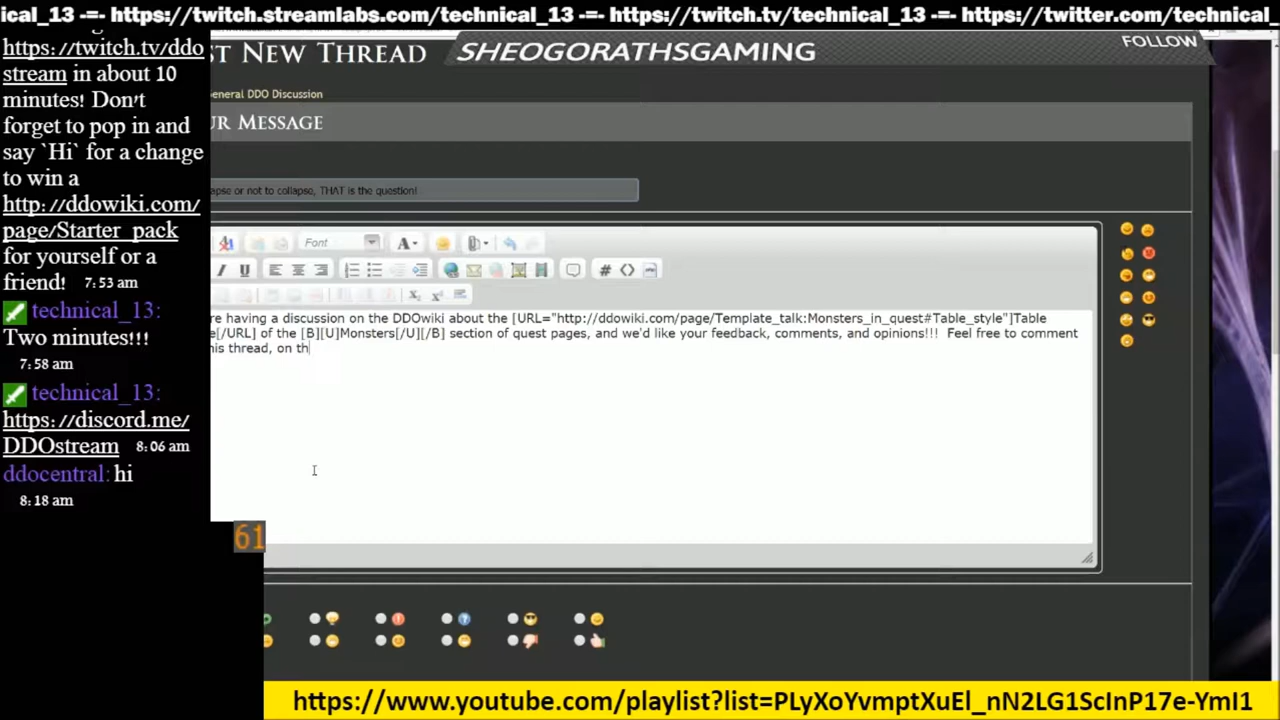 ical_13 -=- https://twitch.streamlabs.com/technical_13 -=- https://twitch.tv/technical_13 -=- https://twitter.com/technical_
https://twitch.tv/ddo
stream in about 10
minutes! Don't
forget to pop in and
say `Hi` for a change
to win a
http://ddowiki.com/
page/Starter_pack
for yourself or a
friend! 7:53 am
technical_13:
Two minutes!!!
7:58 am
technical_13:
https://discord.me/
DDOstream 8:06 am
ddocentral: hi
8:18 am
ST NEW THREAD
SHEOGORATHSGAMING
FOLLOW
eneral DDO Discussion
UR MESSAGE
apse or not to collapse, THAT is the question!
Font
A
re having a discussion on the DDOwiki about the [URL="http://ddowiki.com/page/Template_talk:Monsters_in_quest#Table_style"]Table
e[/URL] of the [B][U]Monsters[/U][/B] section of quest pages, and we'd like your feedback, comments, and opinions!!! Feel free to comment
his thread, on th
61
https://www.youtube.com/playlist?list=PLyXoYvmptXuEl_nN2LG1ScInP17e-YmI1